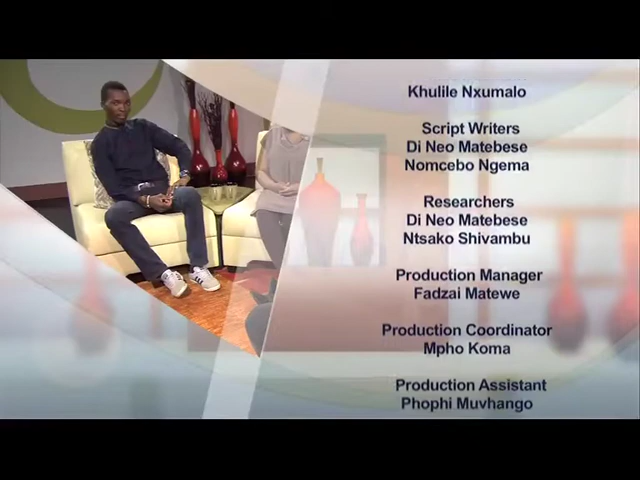 Khulile Nxumalo
Script Writers
Di Neo Matebese
Nomcebo Ngema
Researchers
Di Neo Matebese
Ntsako Shivambu
Production Manager
Fadzai Matewe
Production Coordinator
Mpho Koma
Production Assistant
Phophi Muvhango